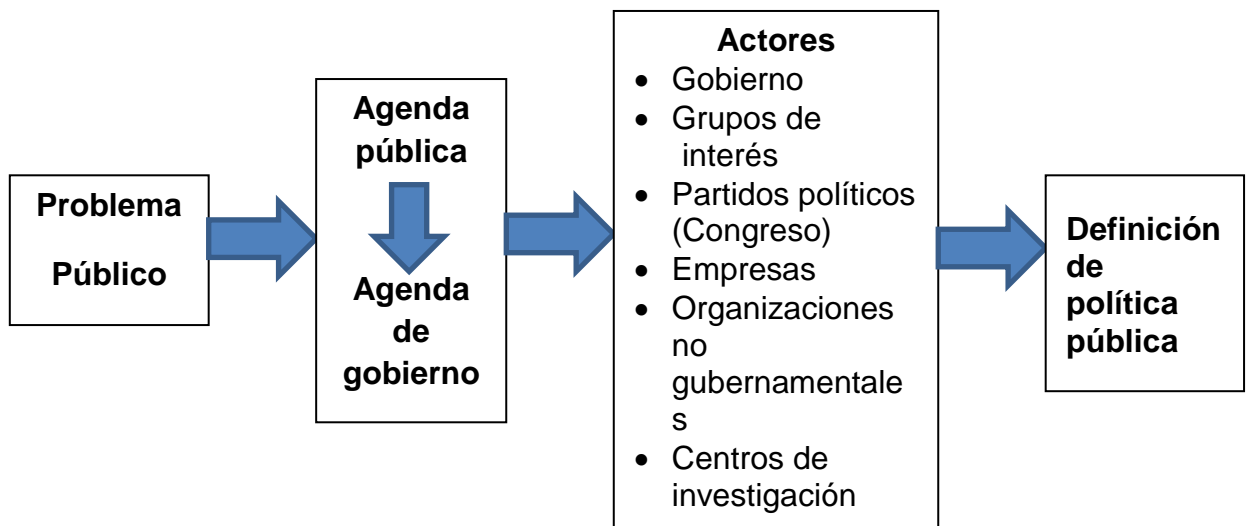 Problema
Público
Agenda
pública
Agenda
de
gobierno
Actores
• Gobierno
• Grupos de
interés
• Partidos políticos
(Congreso)
• Empresas
• Organizaciones
no
gubernamentale
s
• Centros de
investigación
Definición
de
política
pública